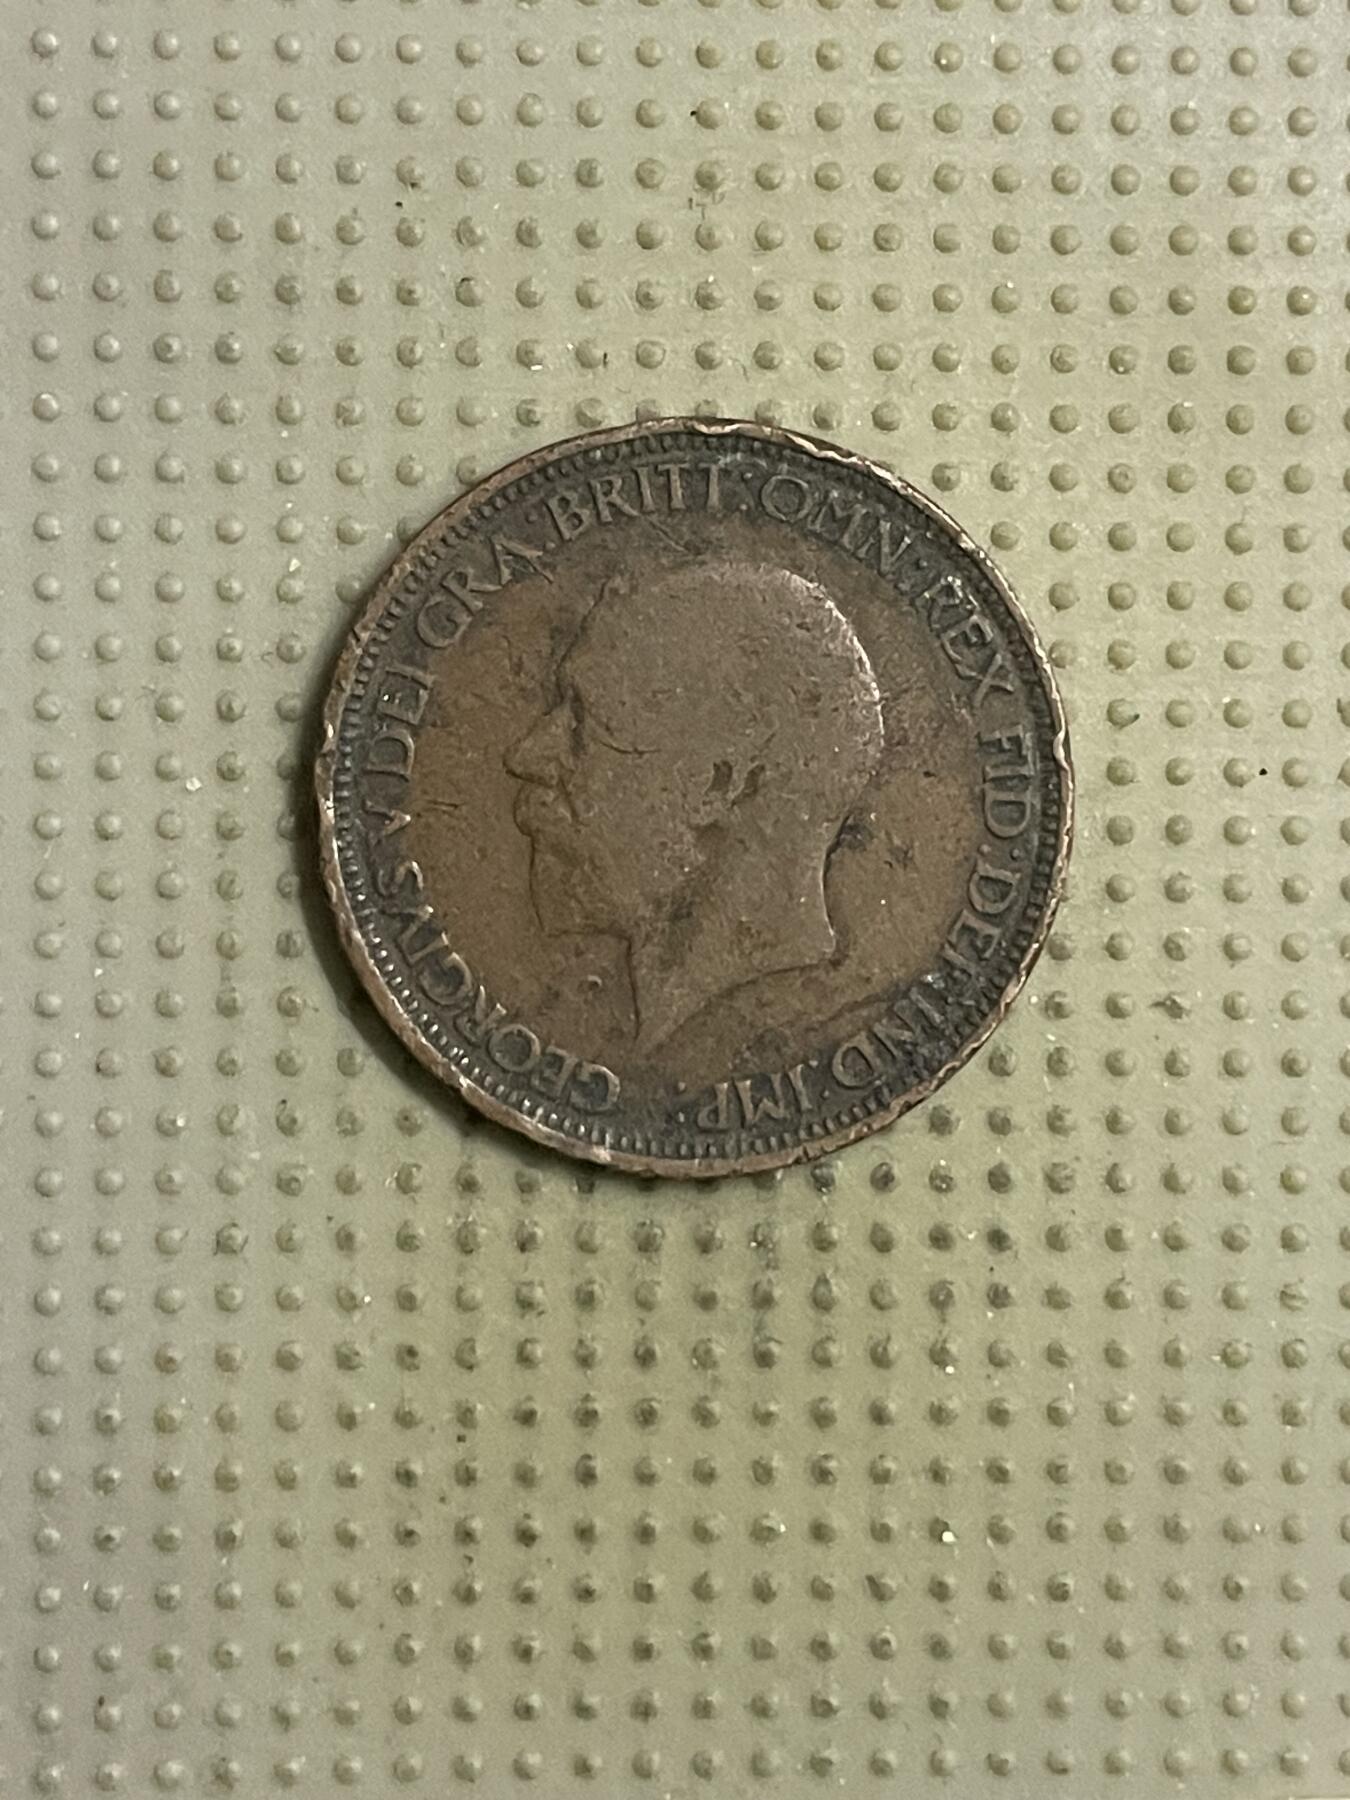 GEORGIVS V DEI GRA:BRITT:OMN:REX FID:DEF:IND:IMP: